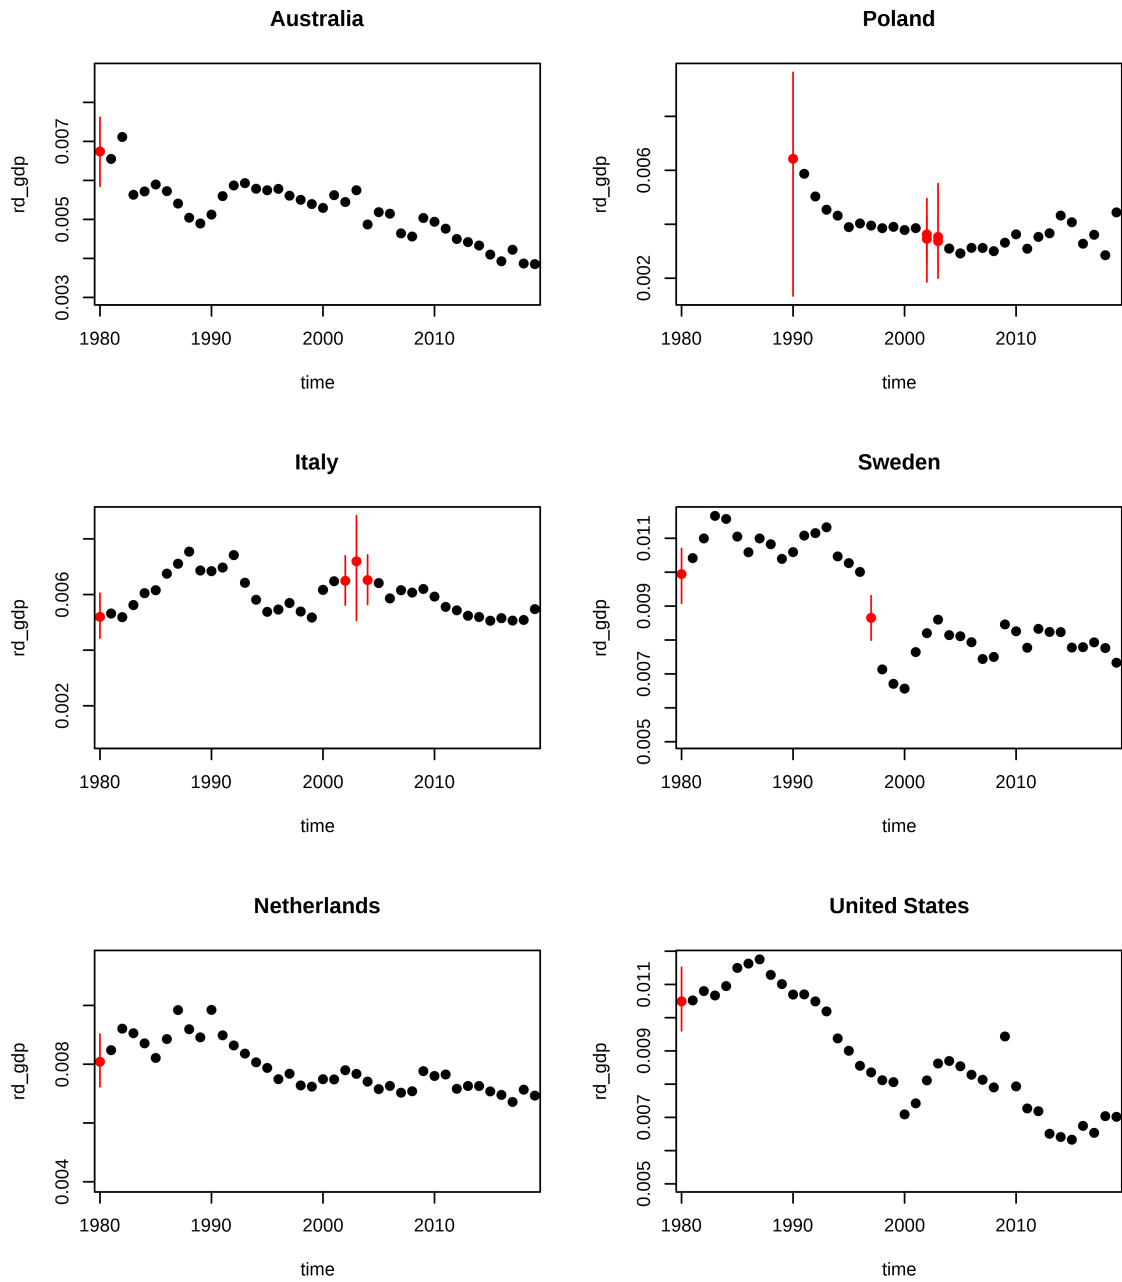 Australia
rd_gdp
0.007
0.005
0.003
1980 1990 2000 2010
time
Poland
rd_gdp
0.006
0.002
1980 1990 2000 2010
time
Italy
rd_gdp
0.006
0.002
1980 1990 2000 2010
time
Sweden
rd_gdp
0.011
0.009
0.007
0.005
1980 1990 2000 2010
time
Netherlands
rd_gdp
0.008
0.004
1980 1990 2000 2010
time
United States
rd_gdp
0.011
0.009
0.007
0.005
1980 1990 2000 2010
time